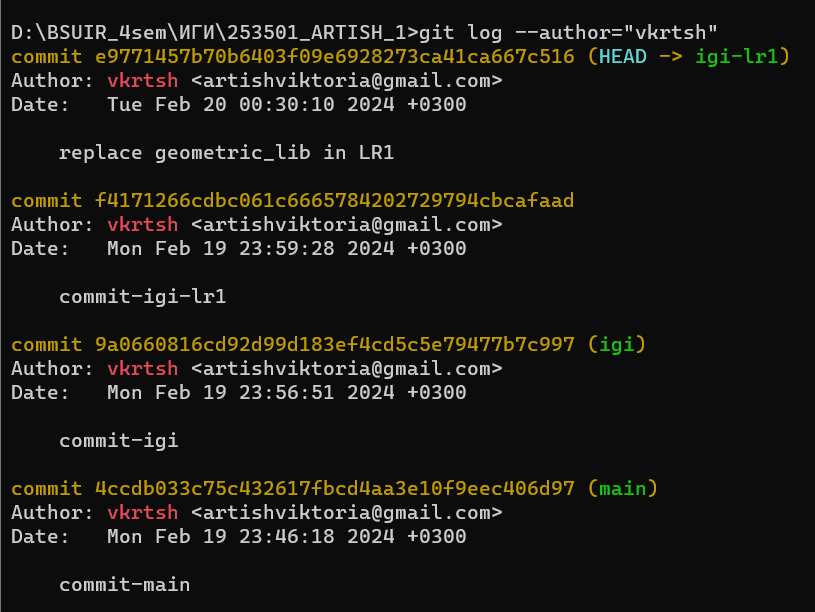 D:\BSUIR_4sem\ИГИ\253501_ARTISH_1>git log --author="vkrtsh"
commit e9771457b70b6403f09e6928273ca41ca667c516 (HEAD -> igi-lr1)
Author: vkrtsh <artishviktoria@gmail.com>
Date:   Tue Feb 20 00:30:10 2024 +0300
replace geometric_lib in LR1
commit f4171266cdbc061c6665784202729794cbcafaad
Author: vkrtsh <artishviktoria@gmail.com>
Date:   Mon Feb 19 23:59:28 2024 +0300
commit-igi-lr1
commit 9a0660816cd92d99d183ef4cd5c5e79477b7c997 (igi)
Author: vkrtsh <artishviktoria@gmail.com>
Date:   Mon Feb 19 23:56:51 2024 +0300
commit-igi
commit 4ccdb033c75c432617fbcd4aa3e10f9eec406d97 (main)
Author: vkrtsh <artishviktoria@gmail.com>
Date:   Mon Feb 19 23:46:18 2024 +0300
commit-main